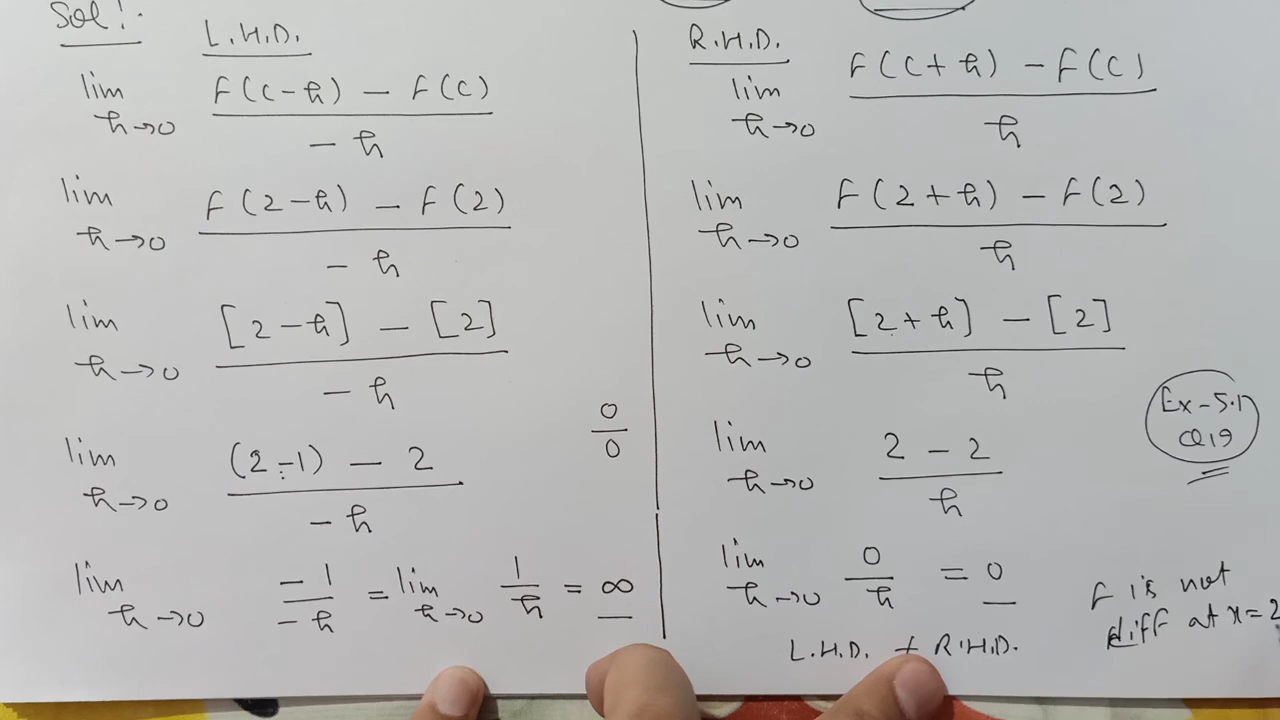 Sol!.
L.H.D.
lim h→0 F(c-h) - F(c) / -h
lim h→0 F(2-h) - F(2) / -h
lim h→0 [2-h] - [2] / -h
lim h→0 (2-1) - 2 / -h
lim h→0 -1 / -h = lim h→0 1 / h = ∞
0 / 0
R.H.D.
lim h→0 F(c+h) - F(c) / h
lim h→0 F(2+h) - F(2) / h
lim h→0 [2+h] - [2] / h
lim h→0 2 - 2 / h
lim h→0 0 / h = 0
L.H.D. ≠ R.H.D.
Ex-5.1
Q19
F is not
diff at x=2